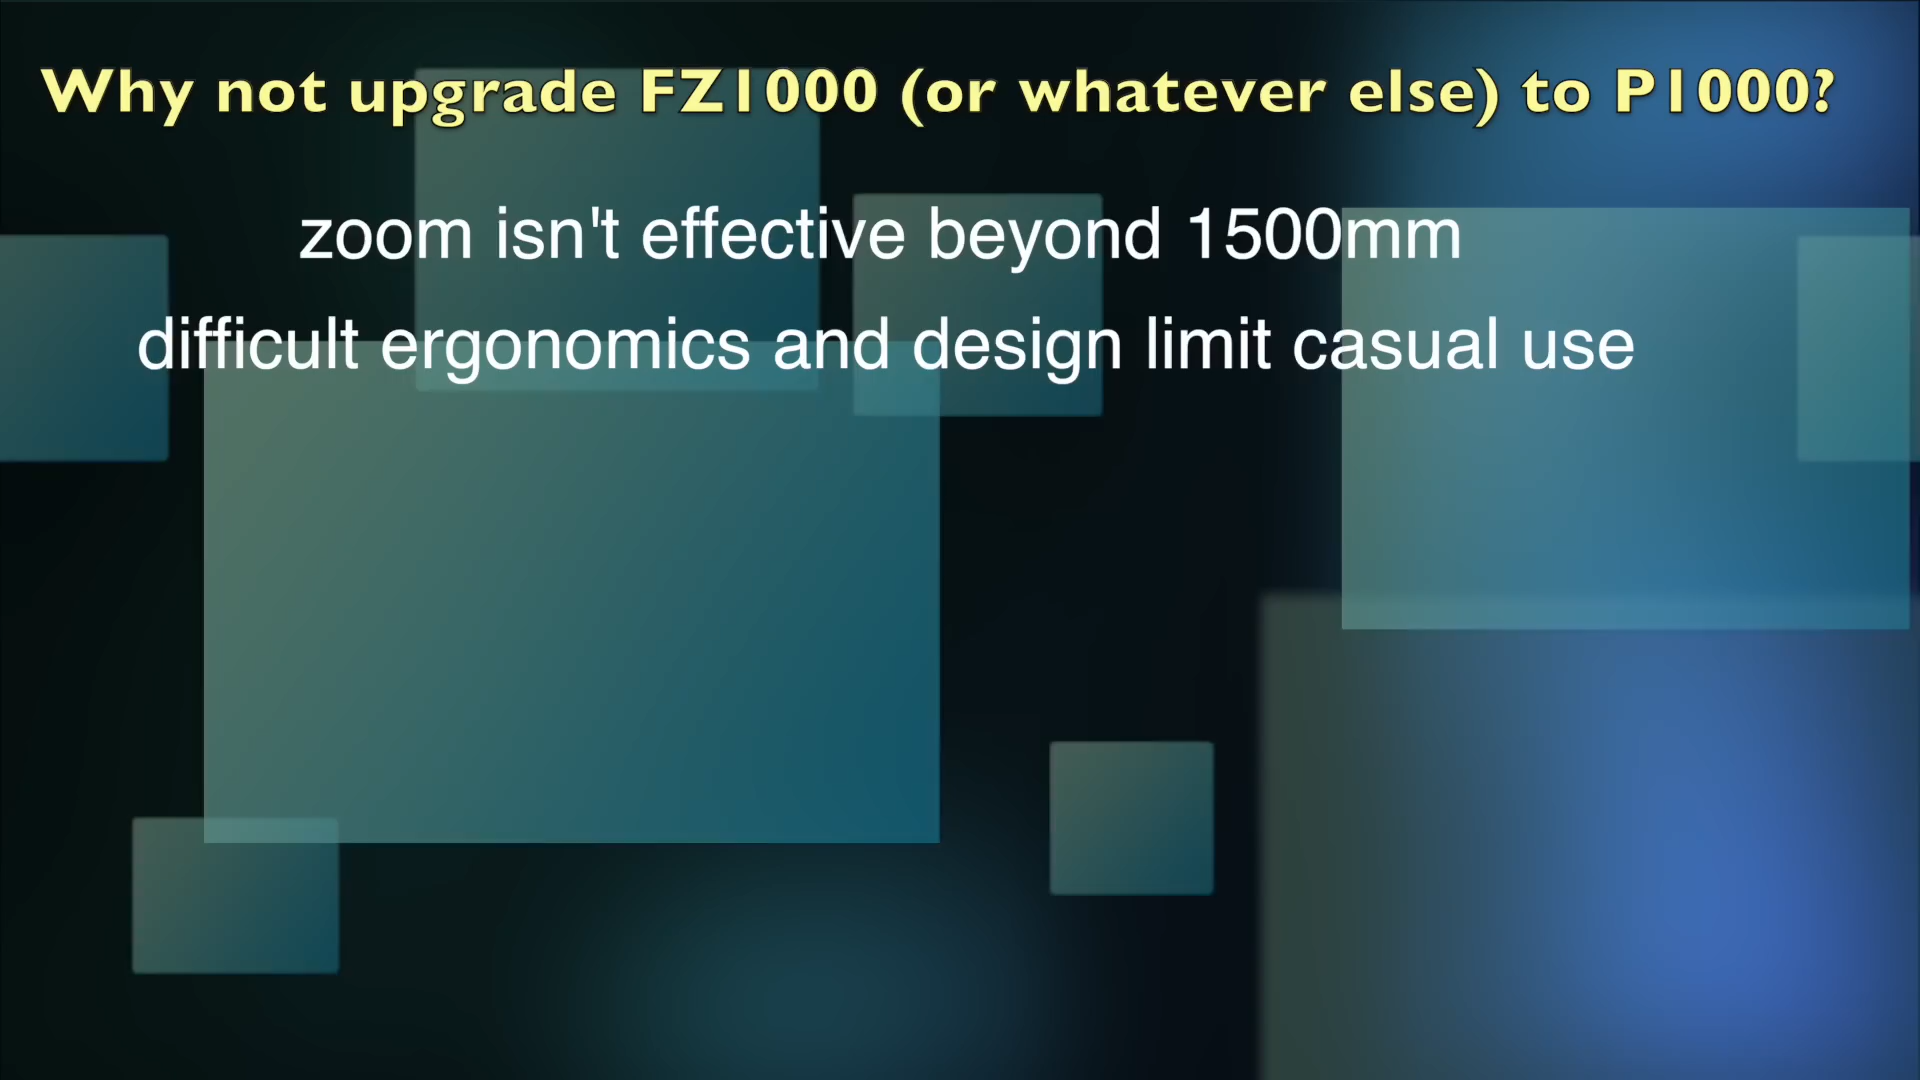 Why not upgrade FZ1000 (or whatever else) to P1000?
zoom isn't effective beyond 1500mm
difficult ergonomics and design limit casual use